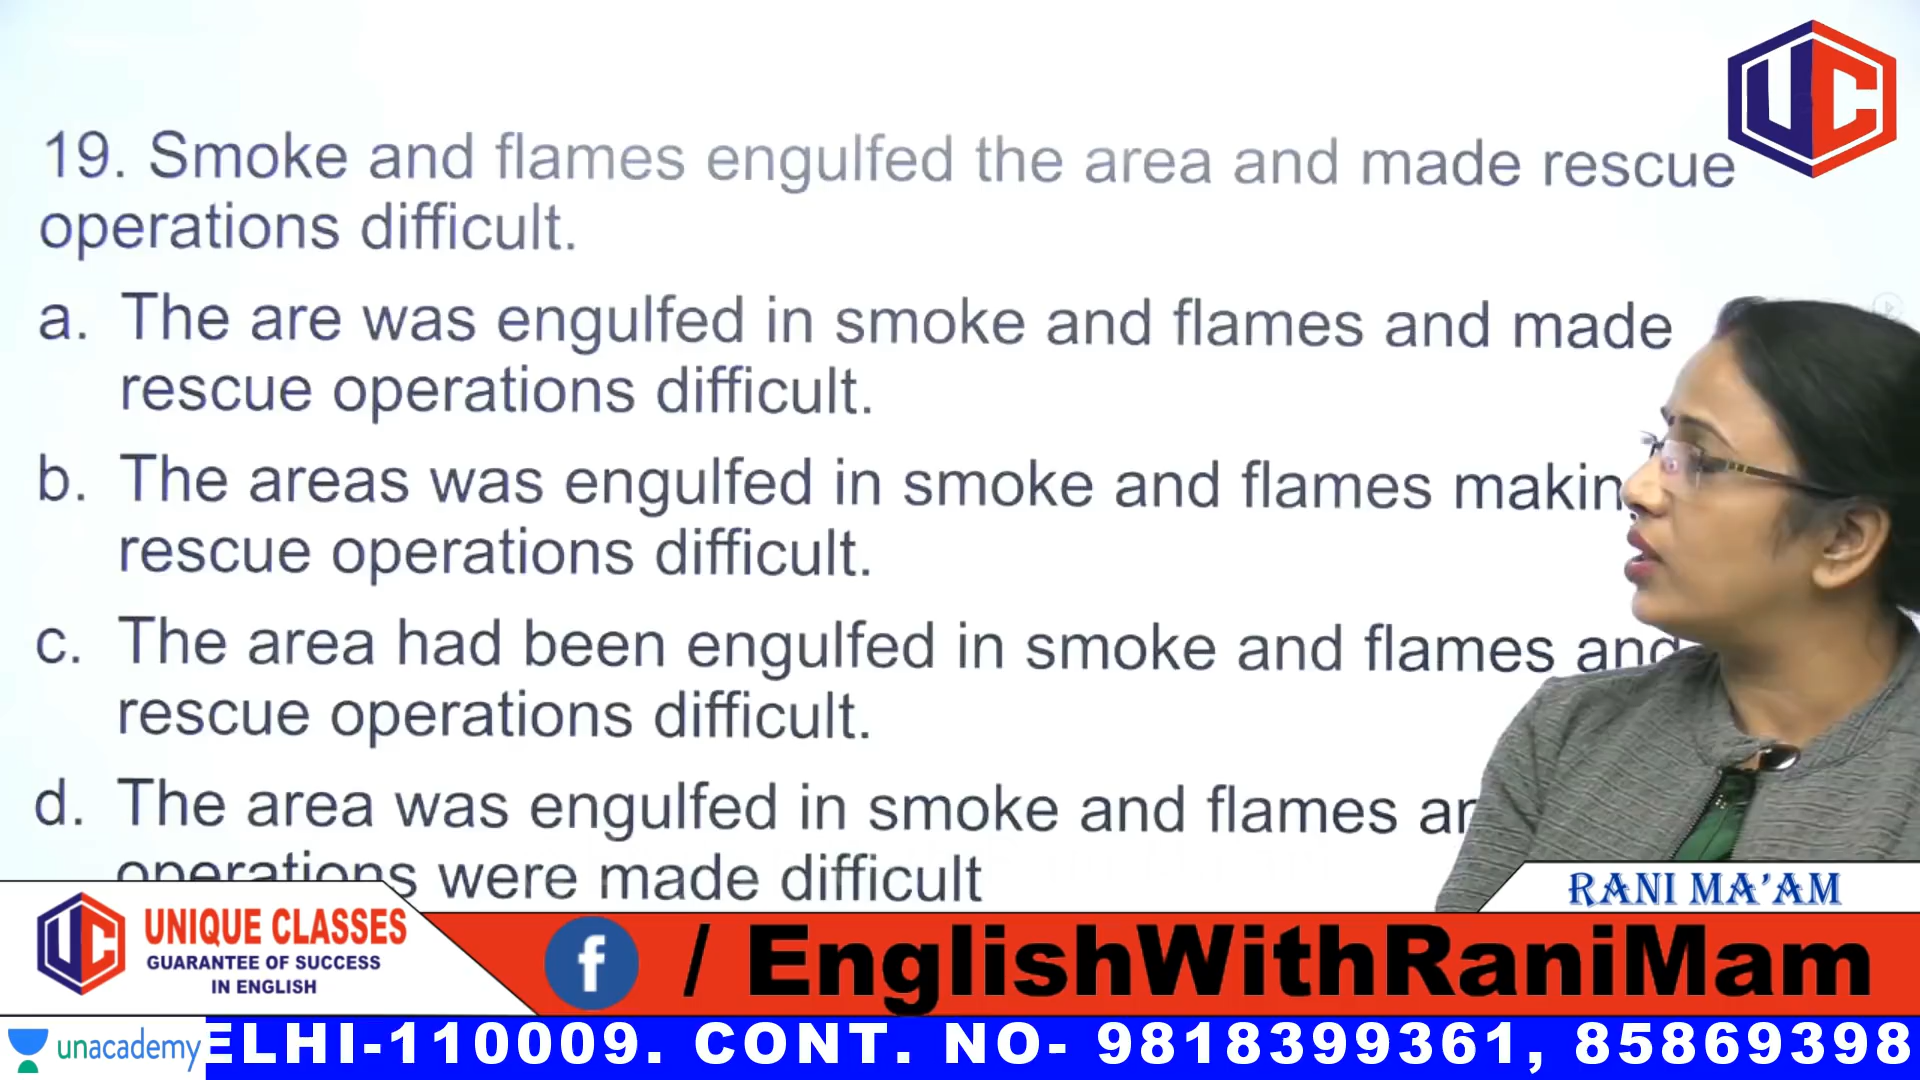 19. Smoke and flames engulfed the area and made rescue
operations difficult.
a. The are was engulfed in smoke and flames and made
rescue operations difficult.
b. The areas was engulfed in smoke and flames
rescue operations difficult.
c. The area had been engulfed in smoke and flames and
rescue operations difficult.
d. The area was engulfed in smoke and flames
operations were made difficult
RANI MA'AM
UC
UNIQUE CLASSES
GUARANTEE OF SUCCESS
IN ENGLISH
f / EnglishWithRaniMam
unacademy ELHI-110009. CONT. NO- 9818399361, 85869398